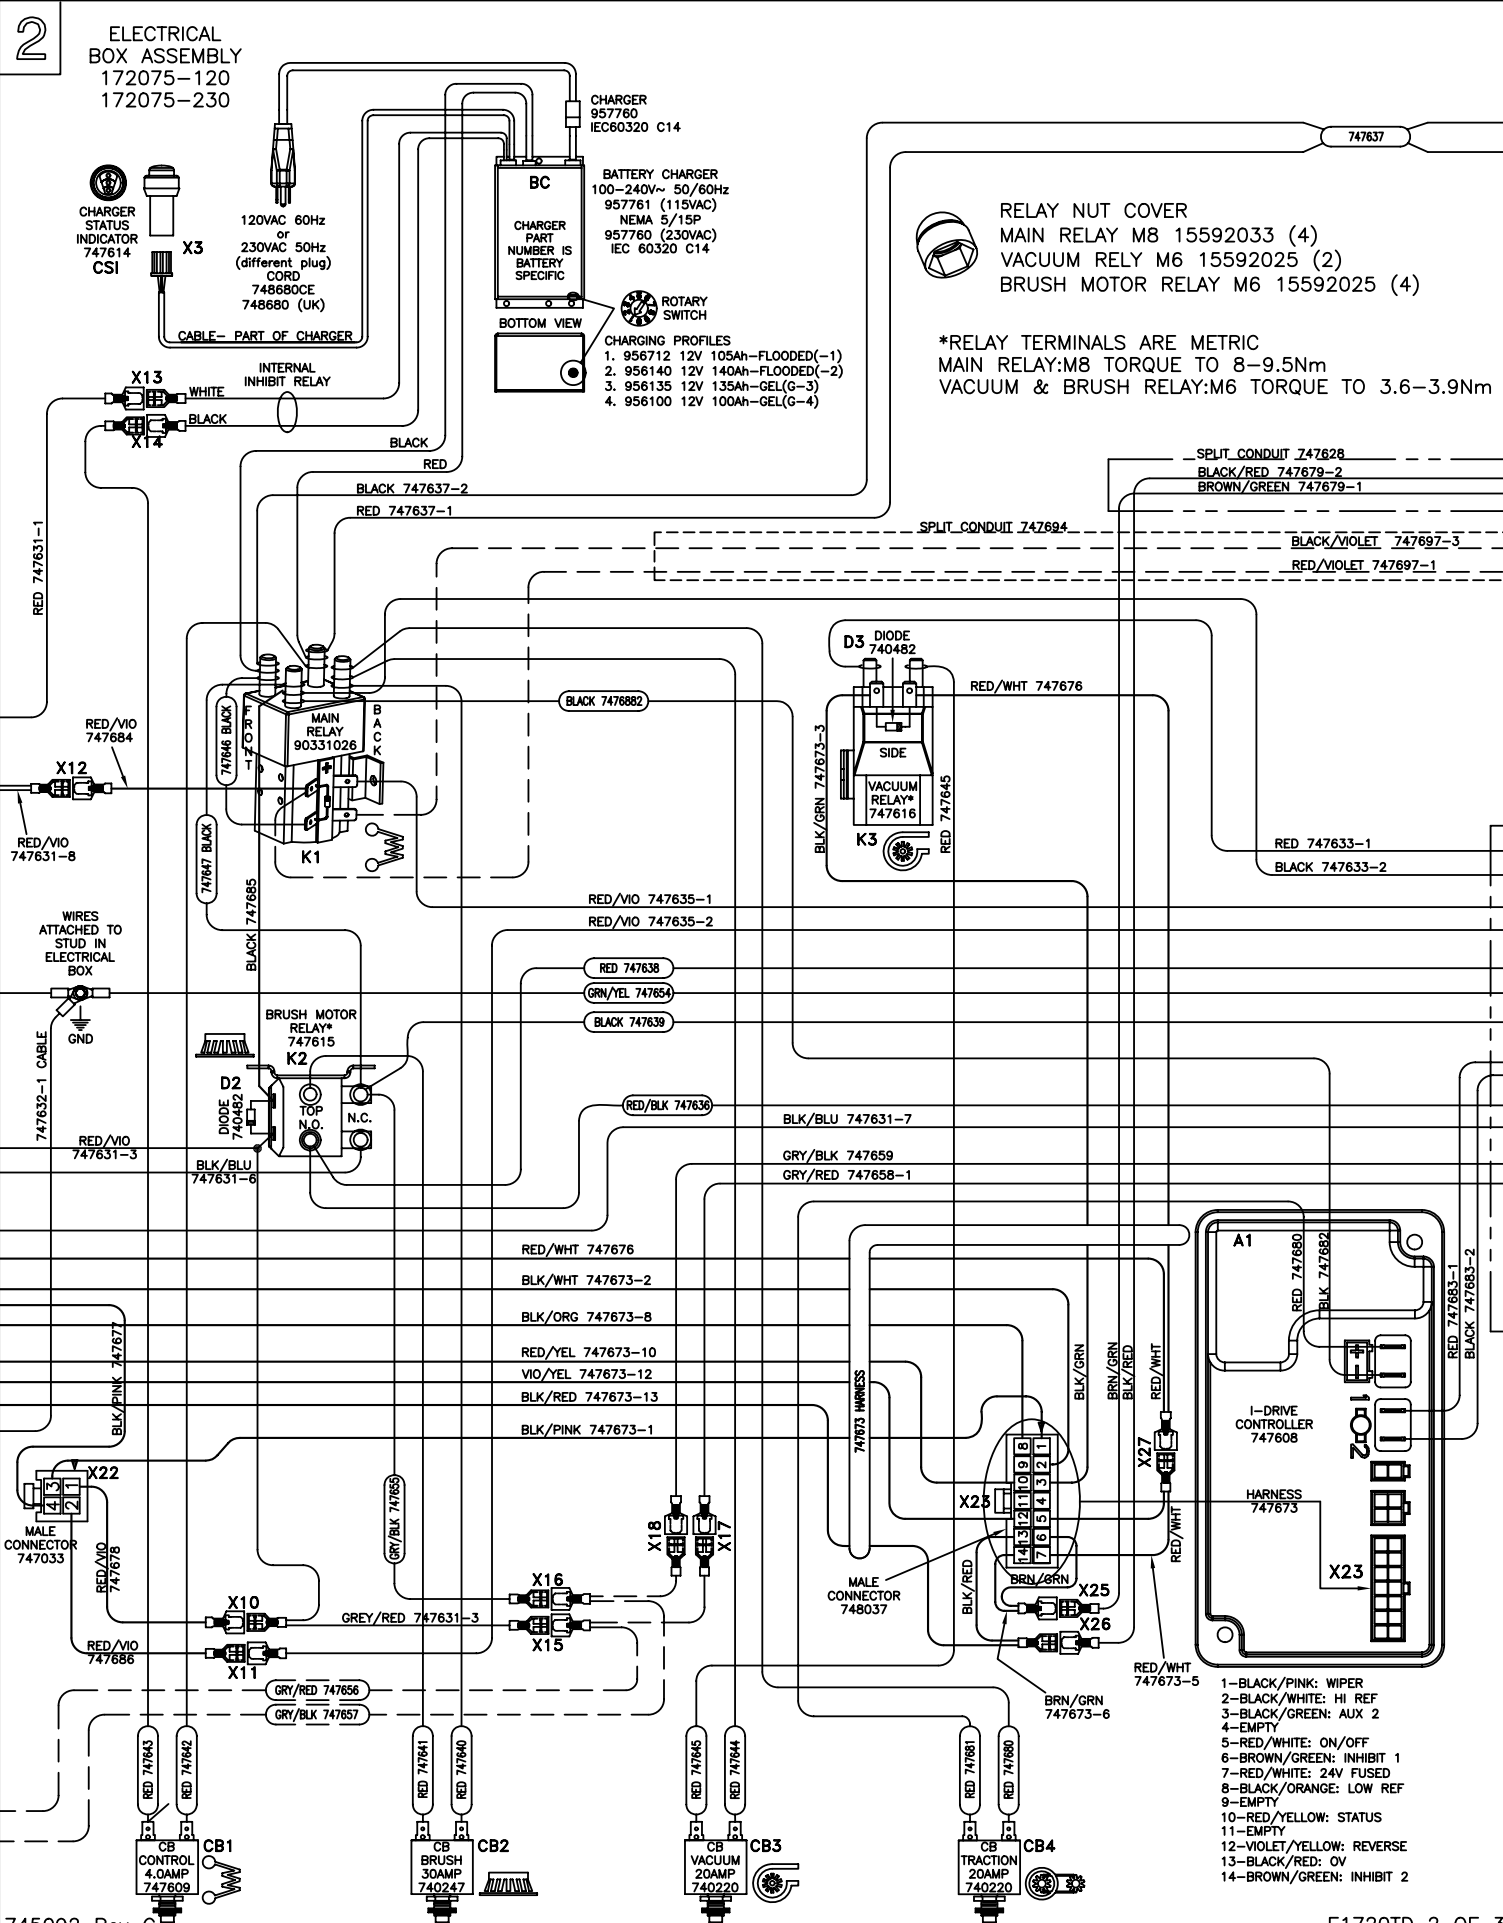 2
ELECTRICAL
BOX ASSEMBLY
172075-120
172075-230
CHARGER
957760
IEC60320 C14
747637
BC
CHARGER
PART
NUMBER IS
BATTERY
SPECIFIC
BATTERY CHARGER
100-240V~ 50/60Hz
957761 (115VAC)
NEMA 5/15P
957760 (230VAC)
IEC 60320 C14
CHARGER
STATUS
INDICATOR
747614
CSI
X3
120VAC 60Hz
or
230VAC 50Hz
(different plug)
CORD
748680CE
748680 (UK)
RELAY NUT COVER
MAIN RELAY M8 15592033 (4)
VACUUM RELY M6 15592025 (2)
BRUSH MOTOR RELAY M6 15592025 (4)
ROTARY
SWITCH
BOTTOM VIEW
CABLE- PART OF CHARGER
CHARGING PROFILES
1. 956712 12V 105Ah-FLOODED(-1)
2. 956140 12V 140Ah-FLOODED(-2)
3. 956135 12V 135Ah-GEL(G-3)
4. 956100 12V 100Ah-GEL(G-4)
*RELAY TERMINALS ARE METRIC
MAIN RELAY:M8 TORQUE TO 8-9.5Nm
VACUUM & BRUSH RELAY:M6 TORQUE TO 3.6-3.9Nm
INTERNAL
INHIBIT RELAY
X13
WHITE
BLACK
X14
BLACK
RED
BLACK 747637-2
RED 747637-1
SPLIT CONDUIT 747628
BLACK/RED 747679-2
BROWN/GREEN 747679-1
SPLIT CONDUIT 747694
BLACK/VIOLET 747697-3
RED/VIOLET 747697-1
RED 747631-1
D3
DIODE
740482
RED/WHT 747676
BLACK 7476882
747646 BLACK
FRONT
MAIN
RELAY
90331026
BACK
+
RED/VIO
747684
X12
RED/VIO
747631-8
SIDE
VACUUM
RELAY*
747616
K3
BLK/GRN 747673-3
RED 747645
K1
747647 BLACK
BLACK 747685
RED 747633-1
BLACK 747633-2
RED/VIO 747635-1
RED/VIO 747635-2
WIRES
ATTACHED TO
STUD IN
ELECTRICAL
BOX
RED 747638
GRN/YEL 747654
BLACK 747639
GND
747632-1 CABLE
BRUSH MOTOR
RELAY*
747615
K2
D2
DIODE
740482
TOP
N.O.
N.C.
RED/BLK 747636
BLK/BLU 747631-7
RED/VIO
747631-3
BLK/BLU
747631-6
GRY/BLK 747659
GRY/RED 747658-1
RED/WHT 747676
BLK/WHT 747673-2
BLK/ORG 747673-8
RED/YEL 747673-10
VIO/YEL 747673-12
BLK/RED 747673-13
BLK/PINK 747673-1
BLK/PINK 747677
747673 HARNESS
BLK/GRN
BRN/GRN
BLK/RED
RED/WHT
A1
RED 747680
BLK 747682
RED 747683-1
BLACK 747683-2
+
-
1
2
I-DRIVE
CONTROLLER
747608
HARNESS
747673
X23
X22
3
1
4
2
MALE
CONNECTOR
747033
RED/VIO
747678
GRY/BLK 747655
X18
X17
X23
8
1
9
2
10
3
11
4
12
5
13
6
14
7
X27
RED/WHT
MALE
CONNECTOR
748037
BLK/RED
BRN/GRN
X25
X26
X16
X15
X10
GREY/RED 747631-3
RED/VIO
747686
X11
GRY/RED 747656
GRY/BLK 747657
BRN/GRN
747673-6
RED/WHT
747673-5
1-BLACK/PINK: WIPER
2-BLACK/WHITE: HI REF
3-BLACK/GREEN: AUX 2
4-EMPTY
5-RED/WHITE: ON/OFF
6-BROWN/GREEN: INHIBIT 1
7-RED/WHITE: 24V FUSED
8-BLACK/ORANGE: LOW REF
9-EMPTY
10-RED/YELLOW: STATUS
11-EMPTY
12-VIOLET/YELLOW: REVERSE
13-BLACK/RED: OV
14-BROWN/GREEN: INHIBIT 2
RED 747643
RED 747642
RED 747641
RED 747640
RED 747645
RED 747644
RED 747681
RED 747680
CB
CONTROL
4.0AMP
747609
CB1
CB
BRUSH
30AMP
740247
CB2
CB
VACUUM
20AMP
740220
CB3
CB
TRACTION
20AMP
740220
CB4